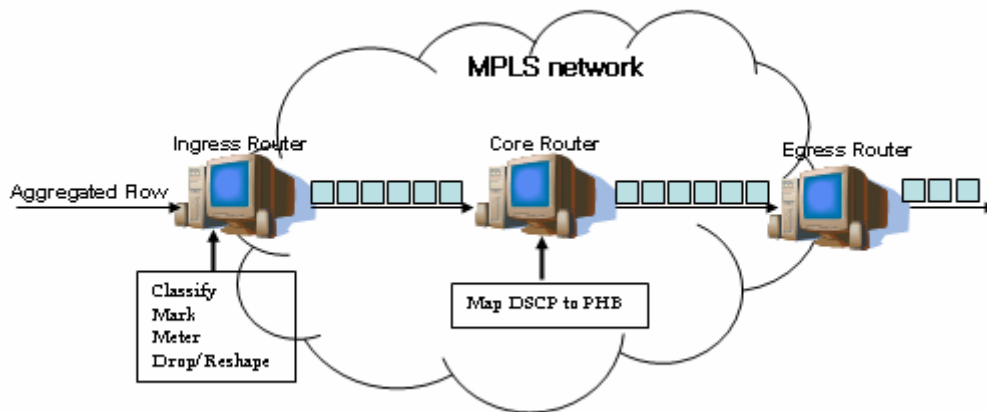 MPLS network
Ingress Router
Core Router
Egress Router
Aggregated Flow
Classify
Mark
Meter
Drop/Reshape
Map DSCP to PHB